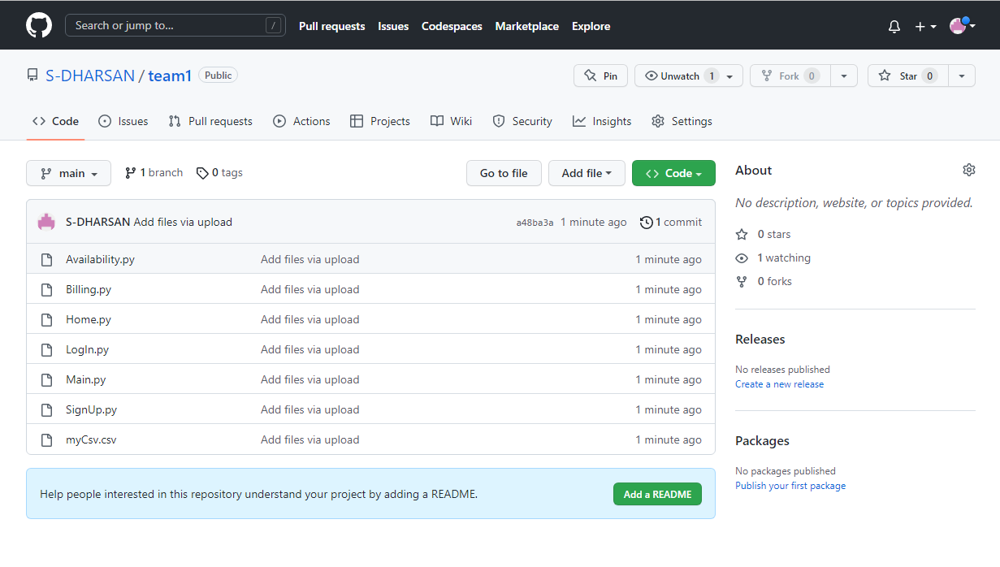 Search or jump to... / Pull requests Issues Codespaces Marketplace Explore
S-DHARSAN / team1 Public Pin Unwatch 1 Fork 0 Star 0
Code Issues Pull requests Actions Projects Wiki Security Insights Settings
main 1 branch 0 tags Go to file Add file Code
S-DHARSAN Add files via upload a48ba3a 1 minute ago 1 commit
Availability.py Add files via upload 1 minute ago
Billing.py Add files via upload 1 minute ago
Home.py Add files via upload 1 minute ago
LogIn.py Add files via upload 1 minute ago
Main.py Add files via upload 1 minute ago
SignUp.py Add files via upload 1 minute ago
myCsv.csv Add files via upload 1 minute ago
Help people interested in this repository understand your project by adding a README. Add a README
About
No description, website, or topics provided.
0 stars
1 watching
0 forks
Releases
No releases published
Create a new release
Packages
No packages published
Publish your first package